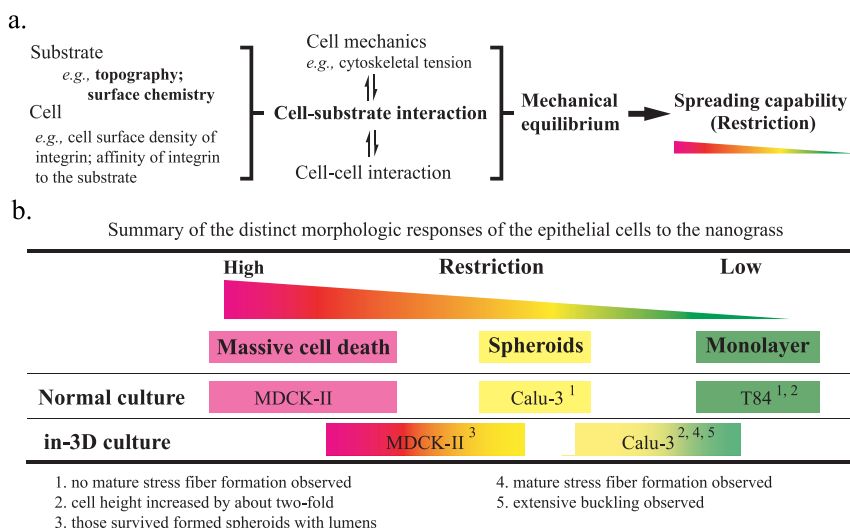 a.
Substrate
e.g., topography;
surface chemistry
Cell
e.g., cell surface density of
integrin; affinity of integrin
to the substrate
Cell mechanics
e.g., cytoskeletal tension
Cell-substrate interaction
Cell-cell interaction
Mechanical
equilibrium
Spreading capability
(Restriction)
b.
Summary of the distinct morphologic responses of the epithelial cells to the nanograss
High Restriction Low
Massive cell death Spheroids Monolayer
Normal culture MDCK-II Calu-3 1 T84 1, 2
in-3D culture MDCK-II 3 Calu-3 2, 4, 5
1. no mature stress fiber formation observed
2. cell height increased by about two-fold
3. those survived formed spheroids with lumens
4. mature stress fiber formation observed
5. extensive buckling observed